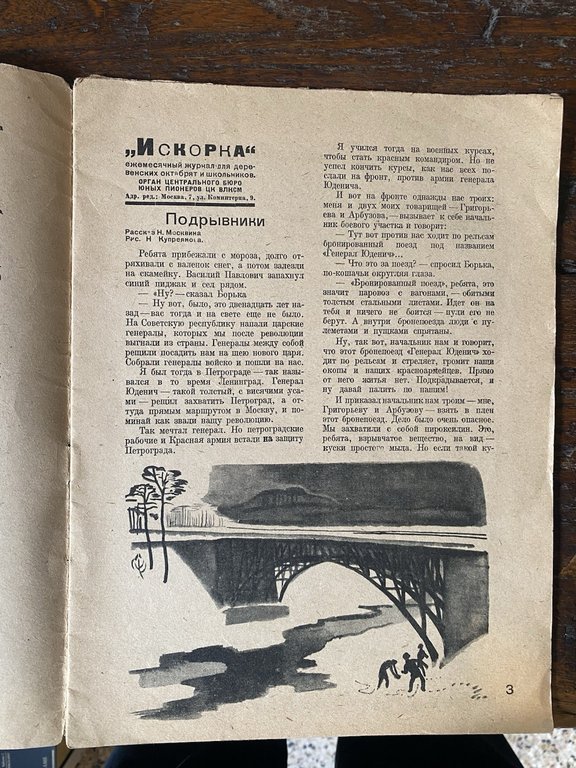 „Искорка“
ежемесячный журнал для дере-
венских октябрят и школьников.
ОРГАН ЦЕНТРАЛЬНОГО БЮРО
ЮНЫХ ПИОНЕРОВ ЦК ВЛКСМ
Адр. ред.: Москва, 7, ул. Коминтерна, 9.
Подрывники
Рассказ Н. Москвина
Рис. Н Купреянова.
Ребята прибежали с мороза, долго от-
ряхивали с валенок снег, а потом залезли
на скамейку. Василий Павлович запахнул
синий пиджак и сел рядом.
— «Ну? — сказал Борька
— Ну вот, было, это двенадцать лет на-
зад — вас тогда и на свете еще не было.
На Советскую республику напали царские
генералы, которых мы после революции
выгнали из страны. Генералы между собой
решили посадить нам на шею нового царя.
Собрали генералы войско и пошли на нас.
Я был тогда в Петрограде — так назы-
вался в то время Ленинград. Генерал
Юденич — такой толстый, с висячими уса-
ми — решил захватить Петроград, а от-
туда прямым маршрутом в Москву, и по-
минай как звали вашу революцию.
Так мечтал генерал. Но петроградские
рабочие и Красная армия встали на защиту
Петрограда.
Я учился тогда на военных курсах,
чтобы стать красным командиром. Но не
успел кончить курсы, как нас всех по-
слали на фронт, против армии генерала
Юденича.
И вот на фронте однажды нас троих:
меня и двух моих товарищей — Григорь-
ева и Арбузова, — вызывает к себе началь-
ник боевого участка и говорит:
— Тут вот против нас ходит по рельсам
бронированный поезд под названием
«Генерал Юденич»...
— Что это за поезд? — спросил Борька,
по-кошачьи округляя глаза.
— «Бронированный поезд», ребята, это
значит паровоз с вагонами, — обитыми
толстым стальными листами. Идет он на
тебя и ничего не боится — пули его не
берут. А внутри бронепоезда люди с пу-
леметами и пушками спрятаны.
Ну, так вот, начальник нам и говорит,
что этот бронепоезд «Генерал Юденич» хо-
дит по рельсам и стреляет, громит наши
окопы и наших красноармейцев. Прямо
от него житья нет. Подкрадывается, и
ну давай палить по нашим!
И приказал начальник нам троим — мне,
Григорьеву и Арбузову — взять в плен
этот бронепоезд. Дело было очень опасное.
Мы захватили с собой пироксилин. Это,
ребята, взрывчатое вещество, на вид —
куски простого мыла. Но если такой ку-
3